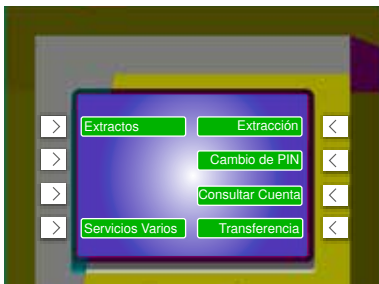 Extractos
Extracción
Cambio de PIN
Consultar Cuenta
Servicios Varios
Transferencia